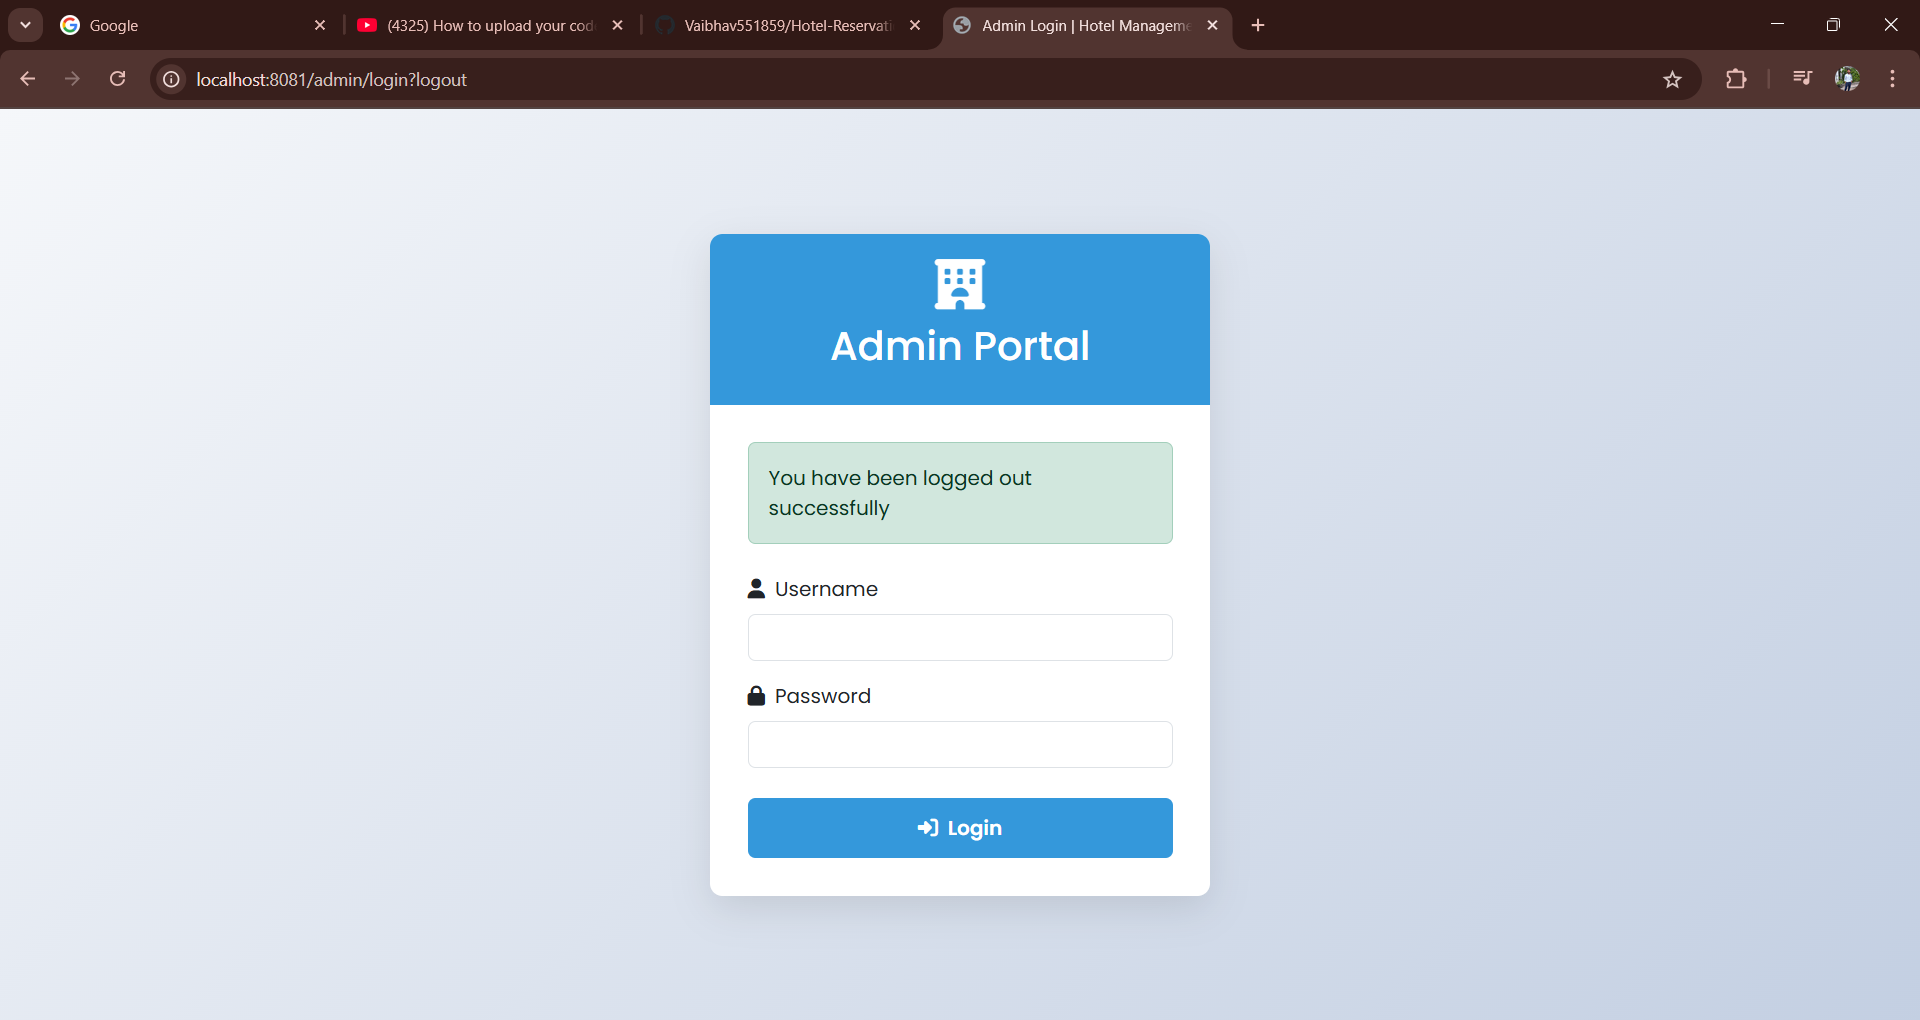 Google
(4325) How to upload your cod
Vaibhav551859/Hotel-Reservati
Admin Login | Hotel Manageme
localhost:8081/admin/login?logout
Admin Portal
You have been logged out
successfully
Username
Password
Login